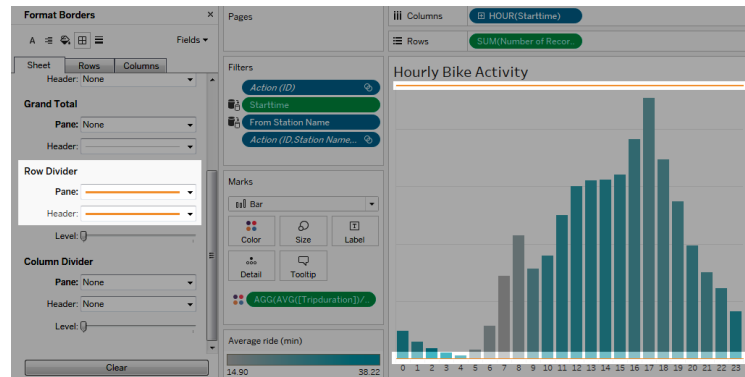 Format Borders ×
Fields
Sheet Rows Columns
Header: None
Grand Total
Pane: None
Header:
Row Divider
Pane:
Header:
Level:
Column Divider
Pane: None
Header: None
Level:
Clear
Pages
Filters
Action (ID)
Starttime
From Station Name
Action (ID,Station Name,..
Marks
Bar
Color Size Label
Detail Tooltip
AGG(AVG([Tripduration])/..
Average ride (min)
14.90 38.22
Columns HOUR(Starttime)
Rows SUM(Number of Recor..
Hourly Bike Activity
0 1 2 3 4 5 6 7 8 9 10 11 12 13 14 15 16 17 18 19 20 21 22 23